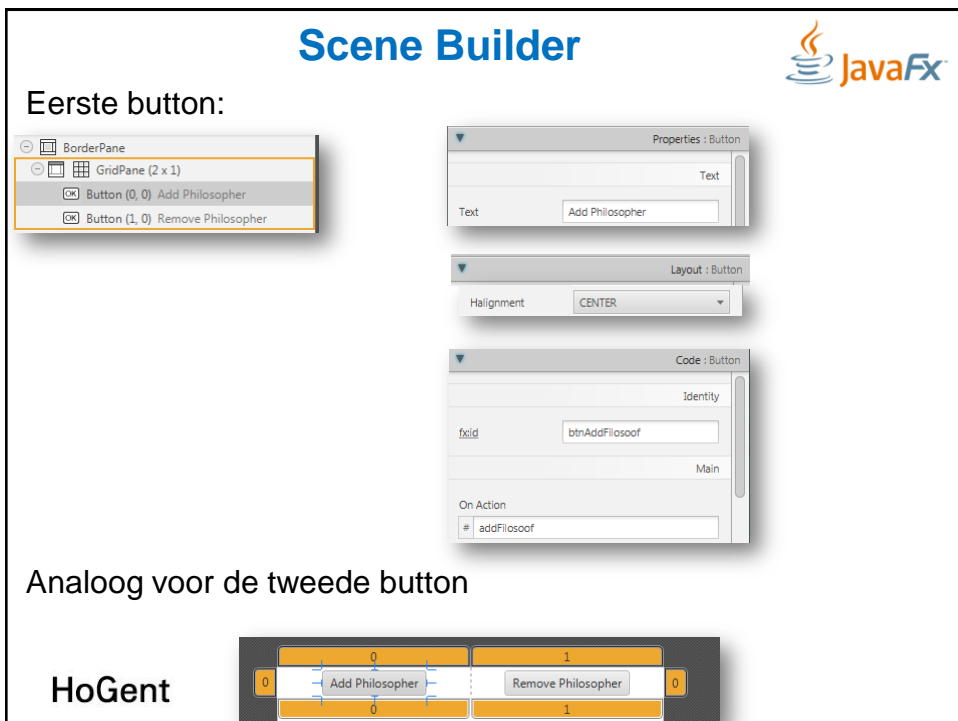 Scene Builder
JavaFx
Eerste button:
BorderPane
GridPane (2 x 1)
OK Button (0, 0) Add Philosopher
OK Button (1, 0) Remove Philosopher
Properties : Button
Text
Text Add Philosopher
Layout : Button
Halignment CENTER
Code : Button
Identity
fx:id btnAddFilosoof
Main
On Action
# addFilosoof
Analoog voor de tweede button
HoGent
0 1
0 Add Philosopher Remove Philosopher 0
0 1